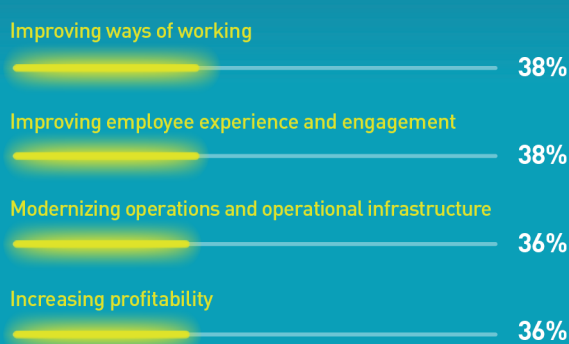 Improving ways of working
38%
Improving employee experience and engagement
38%
Modernizing operations and operational infrastructure
36%
Increasing profitability
36%